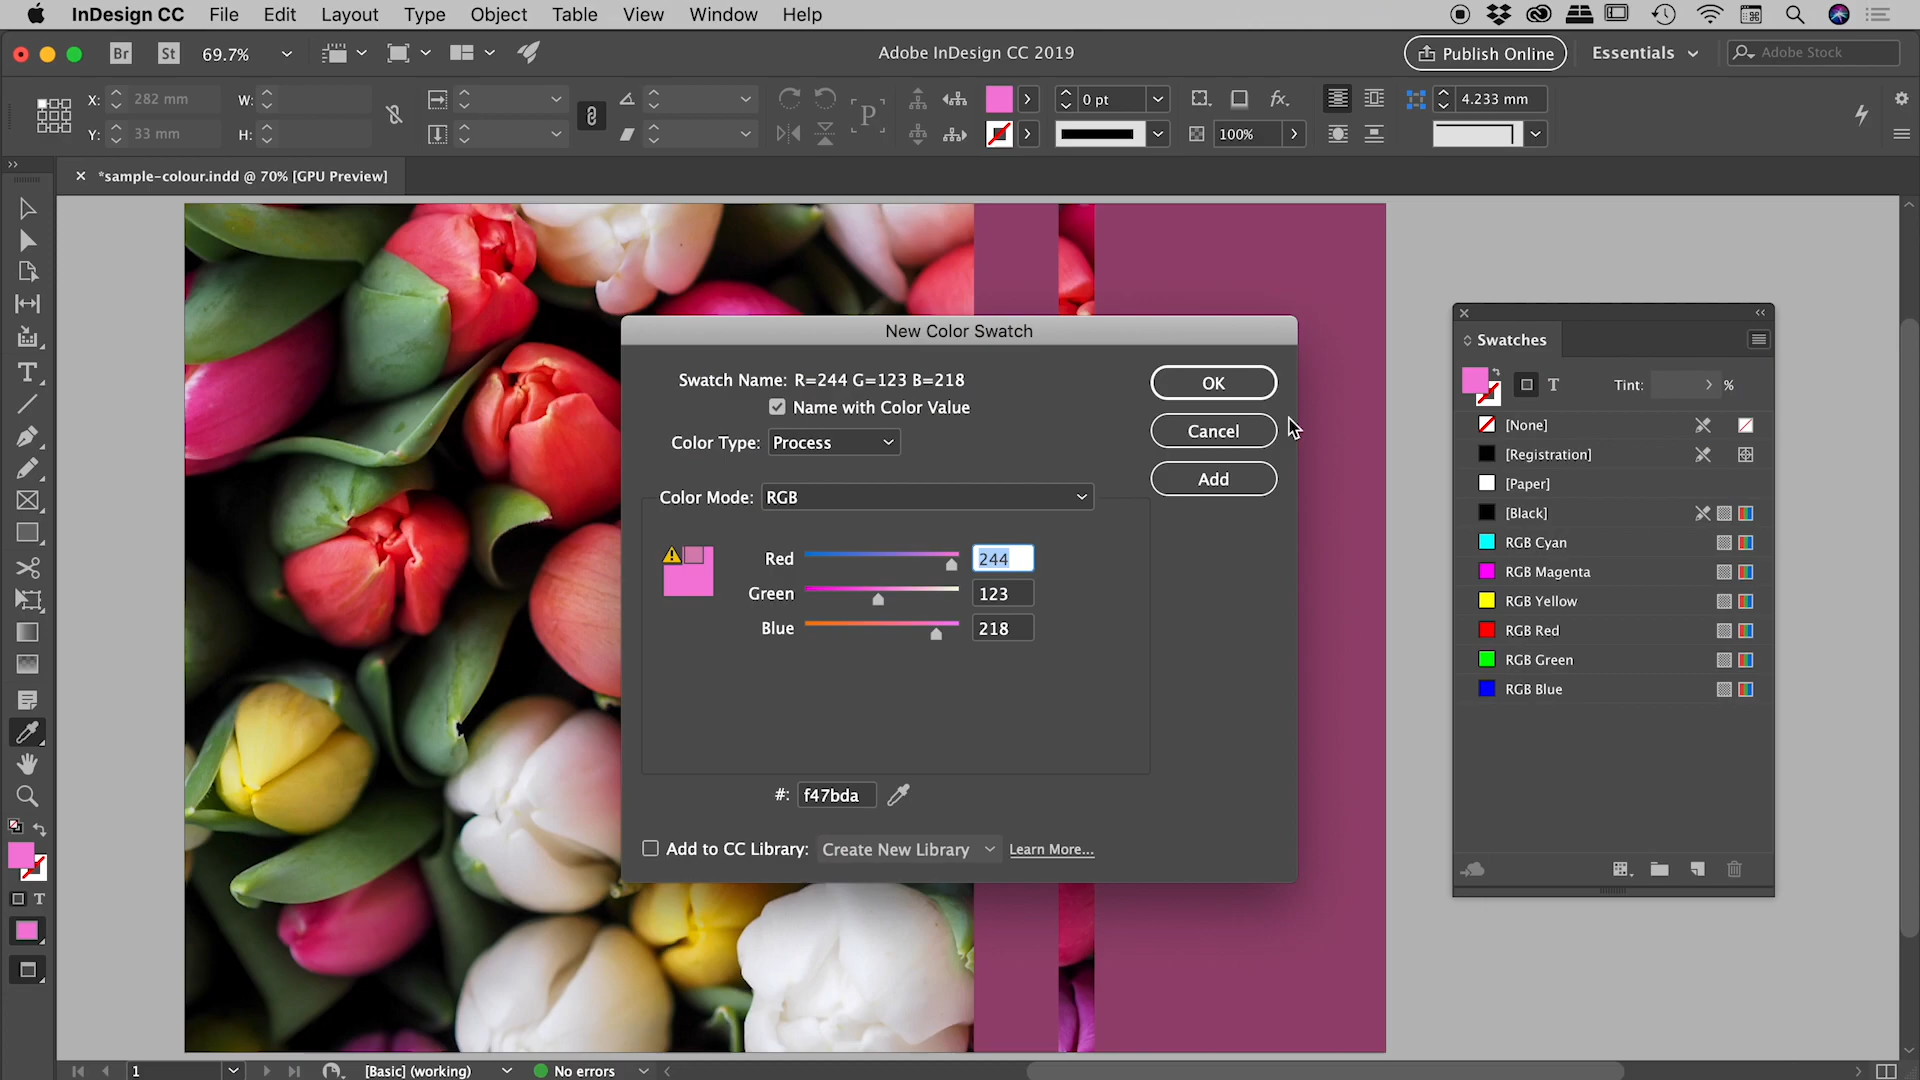 InDesign CC File Edit Layout Type Object Table View Window Help
Br St 69.7% Adobe InDesign CC 2019 Publish Online Essentials Adobe Stock
X: 282 mm W: 0 pt fx. 4.233 mm
Y: 33 mm H: P 100%
*sample-colour.indd @ 70% [GPU Preview]
New Color Swatch
Swatch Name: R=244 G=123 B=218
Name with Color Value
Color Type: Process
Color Mode: RGB
Red 244
Green 123
Blue 218
#: f47bda
Add to CC Library: Create New Library Learn More...
OK
Cancel
Add
Swatches
T Tint: %
[None]
[Registration]
[Paper]
[Black]
RGB Cyan
RGB Magenta
RGB Yellow
RGB Red
RGB Green
RGB Blue
T
T
1 [Basic] (working) No errors